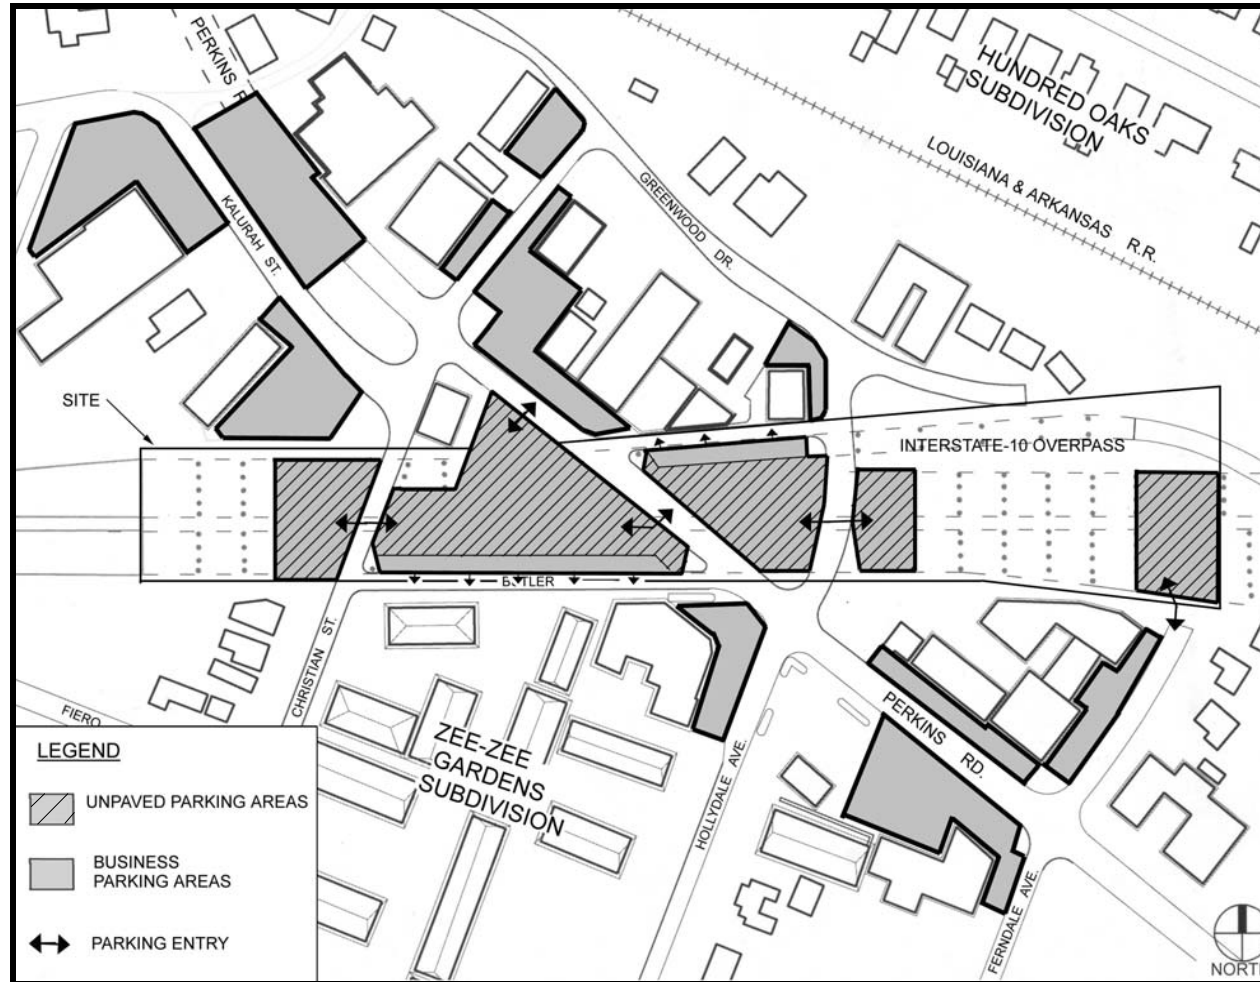 PERKINS R
HUNDRED OAKS
SUBDIVISION
LOUISIANA & ARKANSAS R.R.
GREENWOOD DR.
KALURAH ST.
SITE
INTERSTATE-10 OVERPASS
BUTLER
CHRISTIAN ST.
FIERO
ZEE-ZEE
GARDENS
SUBDIVISION
HOLLYDALE AVE.
PERKINS RD.
FERNDALE AVE.
LEGEND
UNPAVED PARKING AREAS
BUSINESS
PARKING AREAS
PARKING ENTRY
NORTH